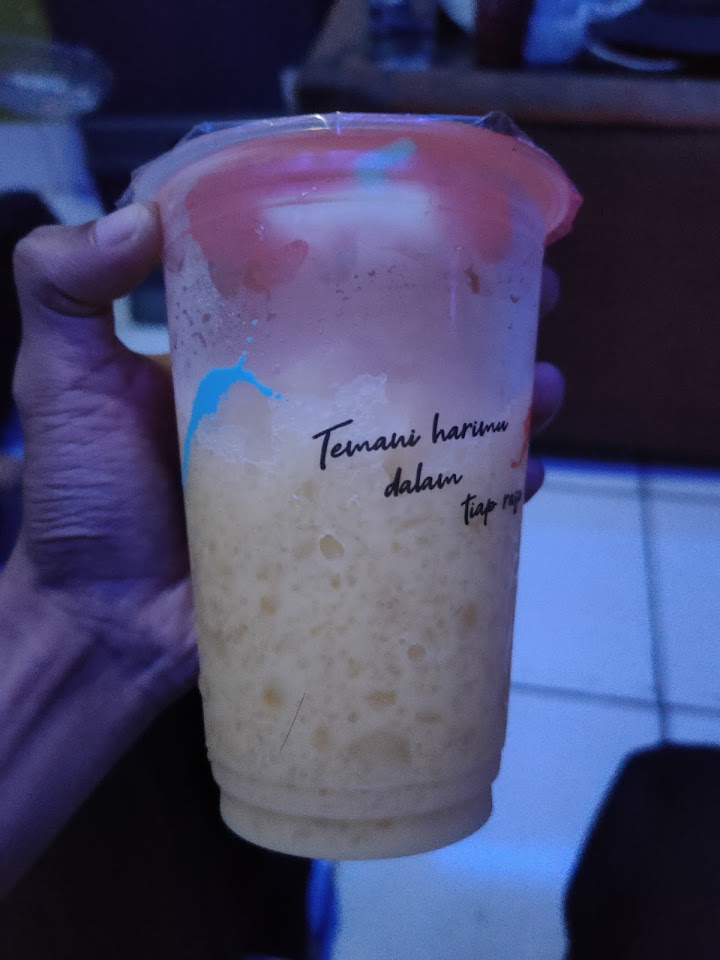 Temani harimu
dalam
tiap